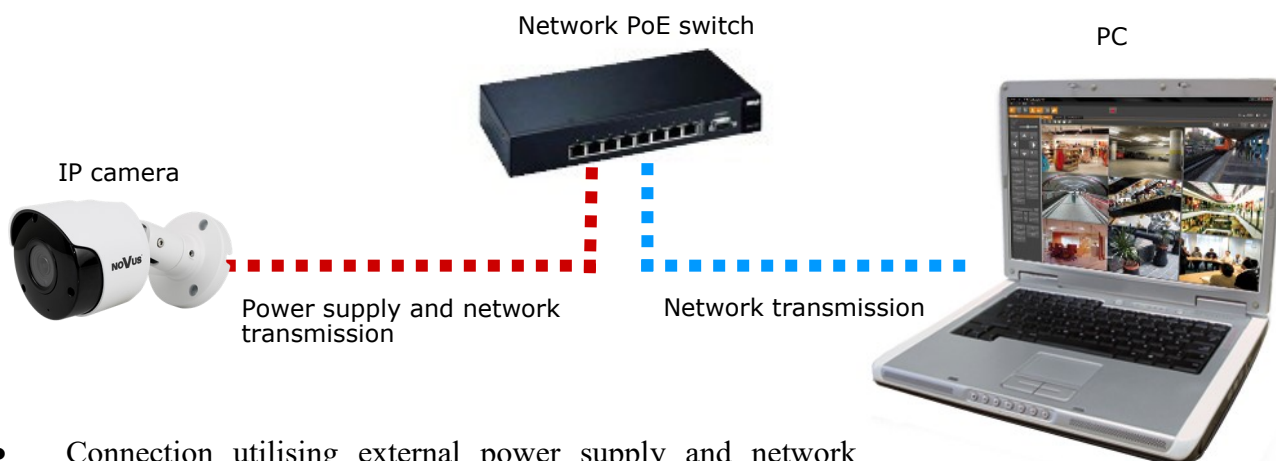 Network PoE switch
PC
IP camera
NOVUS
Power supply and network
transmission
Network transmission
• Connection utilising external power supply and network